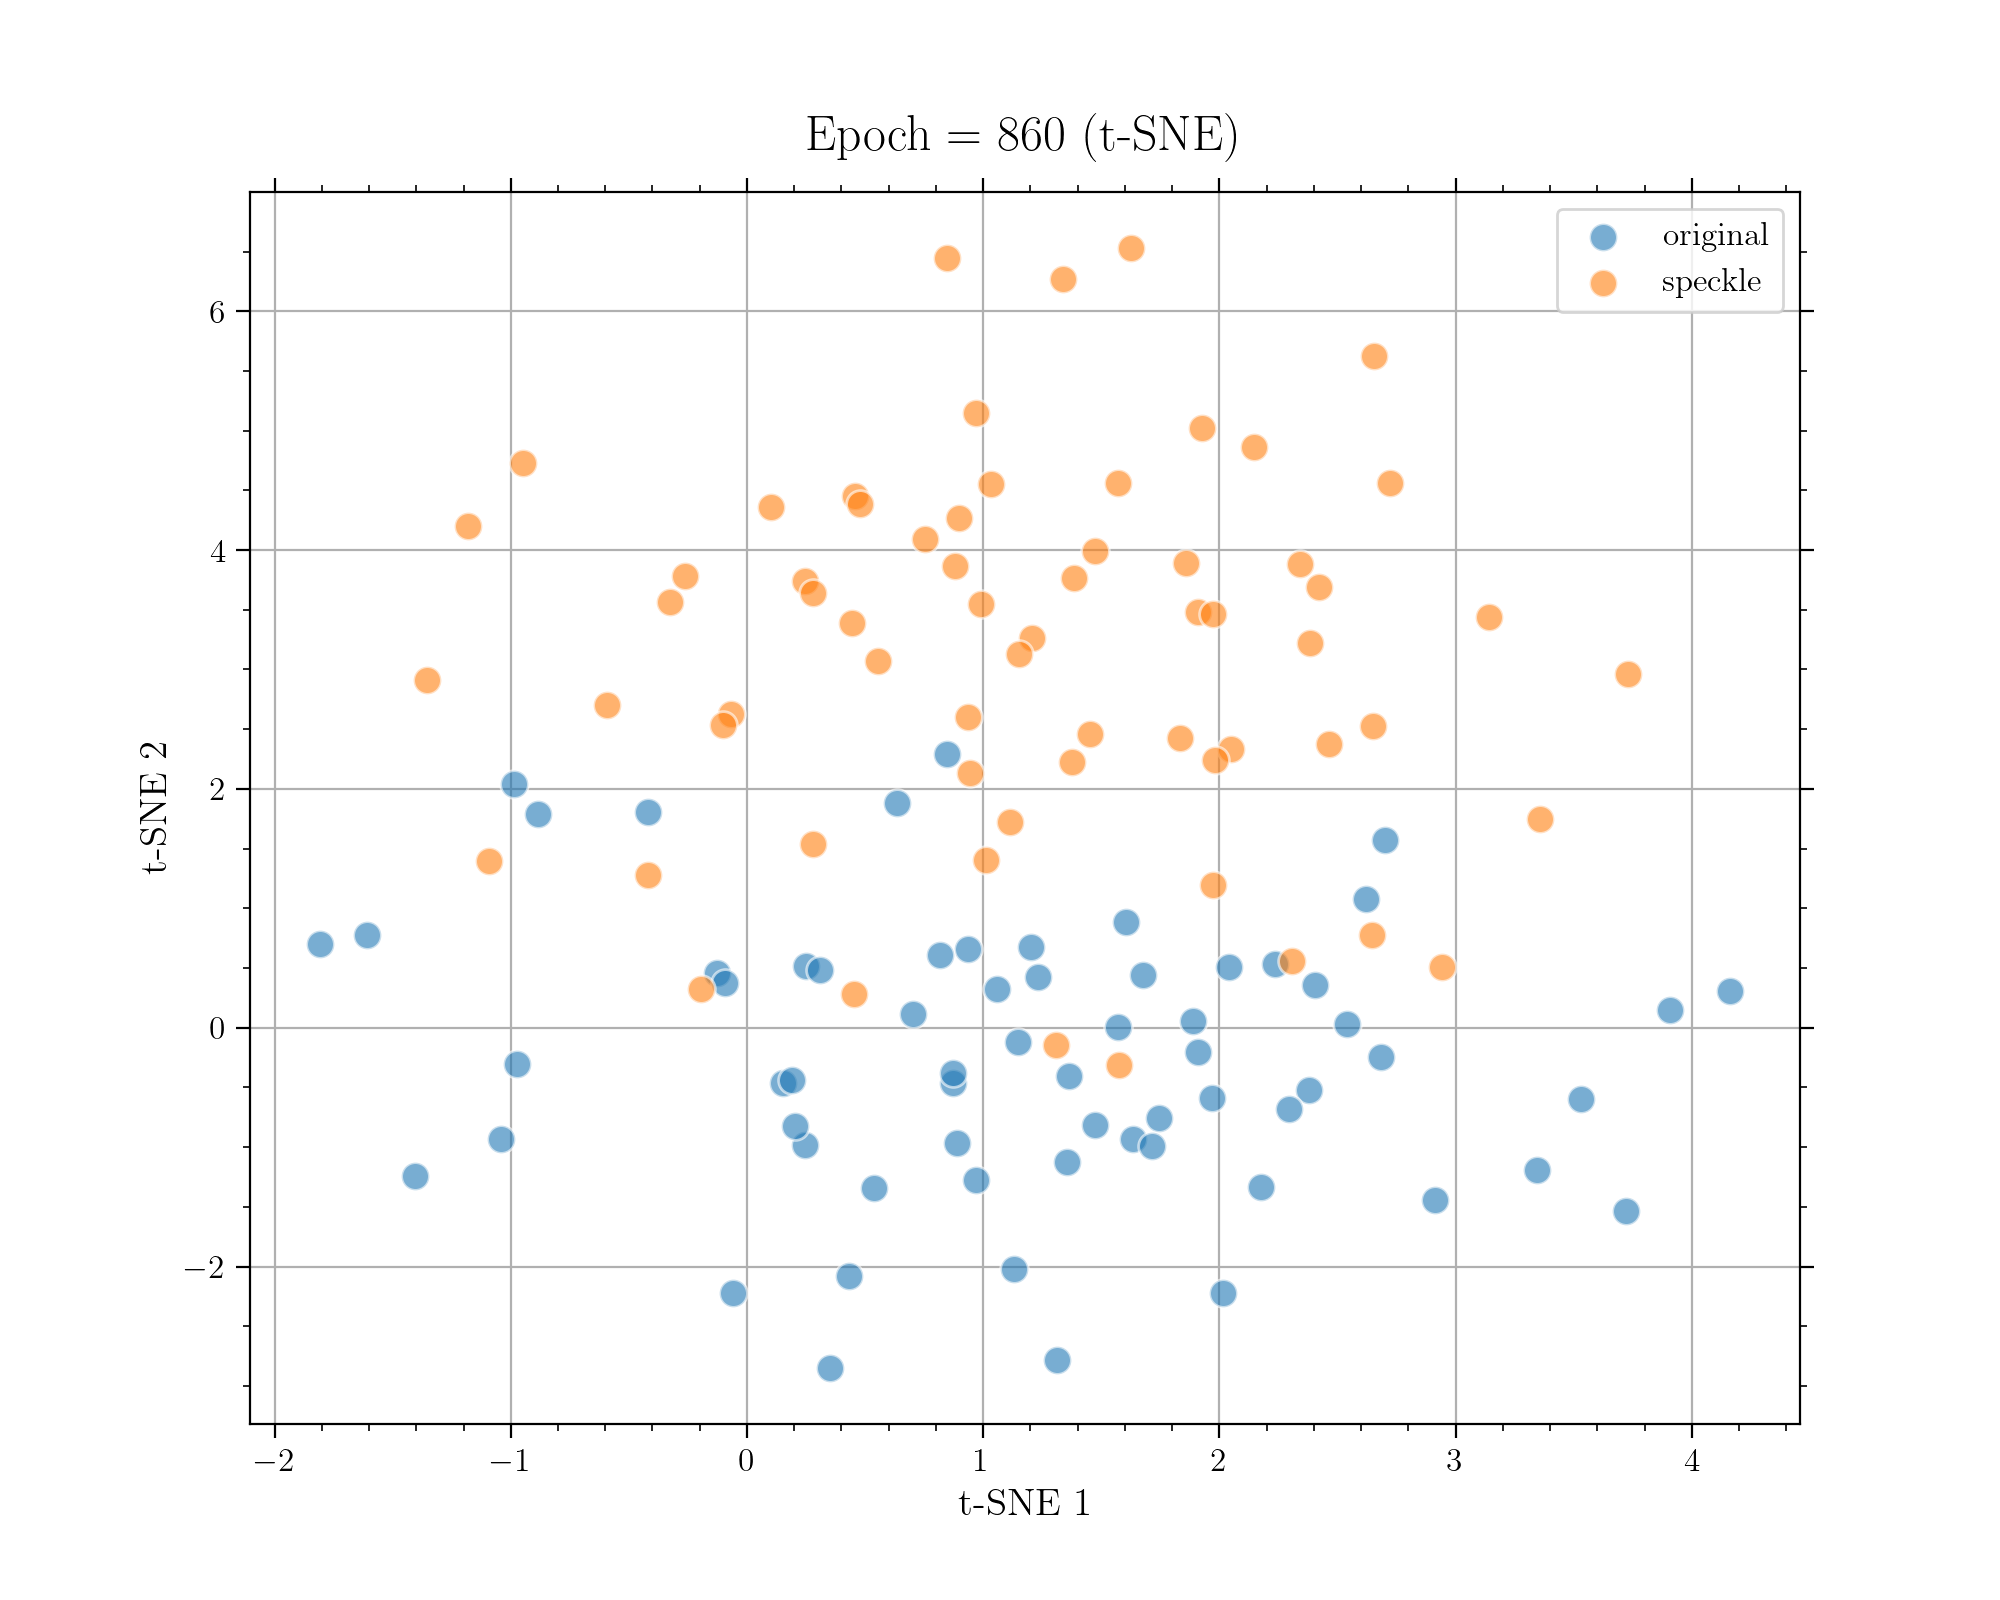 Epoch = 860 (t-SNE)
original
speckle
6
4
2
0
−2
t-SNE 2
−2 −1 0 1 2 3 4
t-SNE 1